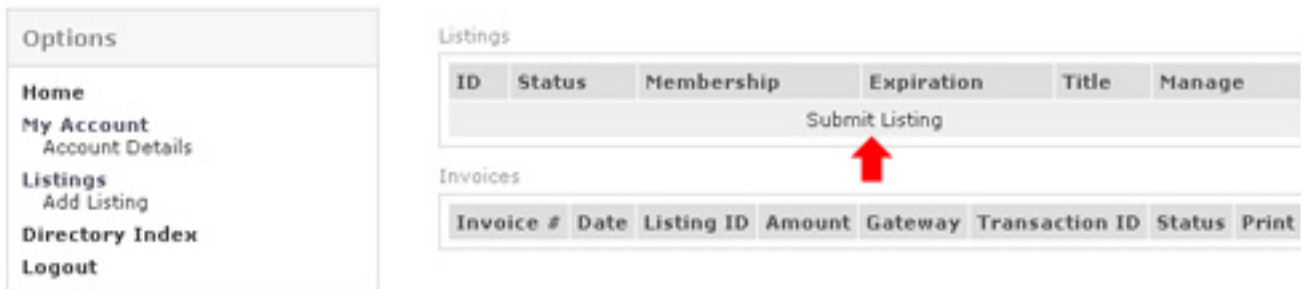 Options
Home
My Account
Account Details
Listings
Add Listing
Directory Index
Logout
Listings
ID Status Membership Expiration Title Manage
Submit Listing
Invoices
Invoice # Date Listing ID Amount Gateway Transaction ID Status Print